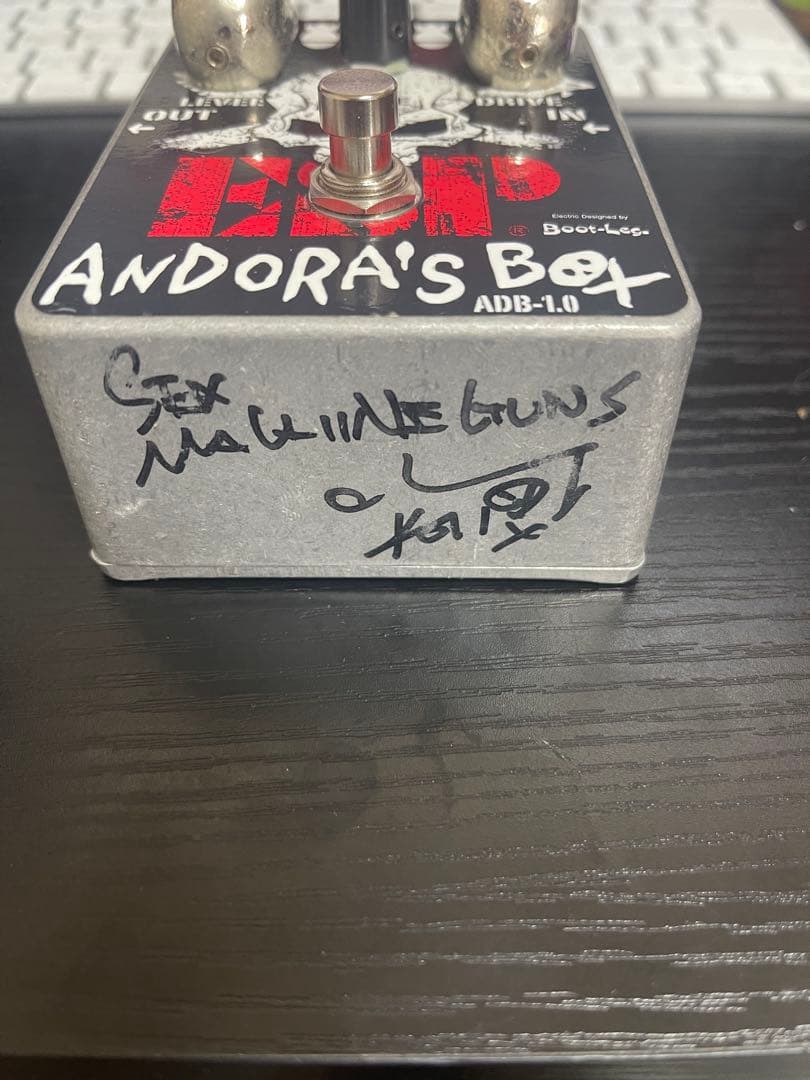 LEVER DRIVE
OUT IN
ESP®
Electric Designed by
Boot-Leg.
ANDORA'S BOX
ADB-1.0
SEX
MACHINEGUNS